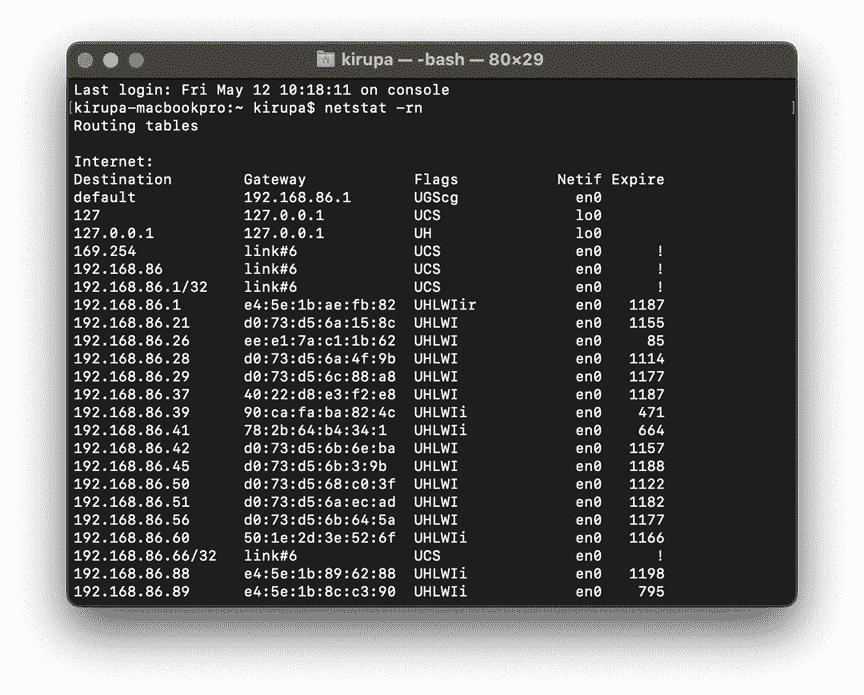 kirupa — -bash — 80×29
Last login: Fri May 12 10:18:11 on console
[kirupa-macbookpro:~ kirupa$ netstat -rn ]
Routing tables
Internet:
Destination Gateway Flags Netif Expire
default 192.168.86.1 UGScg en0
127 127.0.0.1 UCS lo0
127.0.0.1 127.0.0.1 UH lo0
169.254 link#6 UCS en0 !
192.168.86 link#6 UCS en0 !
192.168.86.1/32 link#6 UCS en0 !
192.168.86.1 e4:5e:1b:ae:fb:82 UHLWIir en0 1187
192.168.86.21 d0:73:d5:6a:15:8c UHLWI en0 1155
192.168.86.26 ee:e1:7a:c1:1b:62 UHLWI en0 85
192.168.86.28 d0:73:d5:6a:4f:9b UHLWI en0 1114
192.168.86.29 d0:73:d5:6c:88:a8 UHLWI en0 1177
192.168.86.37 40:22:d8:e3:f2:e8 UHLWI en0 1187
192.168.86.39 90:ca:fa:ba:82:4c UHLWIi en0 471
192.168.86.41 78:2b:64:b4:34:1 UHLWIi en0 664
192.168.86.42 d0:73:d5:6b:6e:ba UHLWI en0 1157
192.168.86.45 d0:73:d5:6b:3:9b UHLWI en0 1188
192.168.86.50 d0:73:d5:68:c0:3f UHLWI en0 1122
192.168.86.51 d0:73:d5:6a:ec:ad UHLWI en0 1182
192.168.86.56 d0:73:d5:6b:64:5a UHLWI en0 1177
192.168.86.60 50:1e:2d:3e:52:6f UHLWIi en0 1166
192.168.86.66/32 link#6 UCS en0 !
192.168.86.88 e4:5e:1b:89:62:88 UHLWIi en0 1198
192.168.86.89 e4:5e:1b:8c:c3:90 UHLWIi en0 795